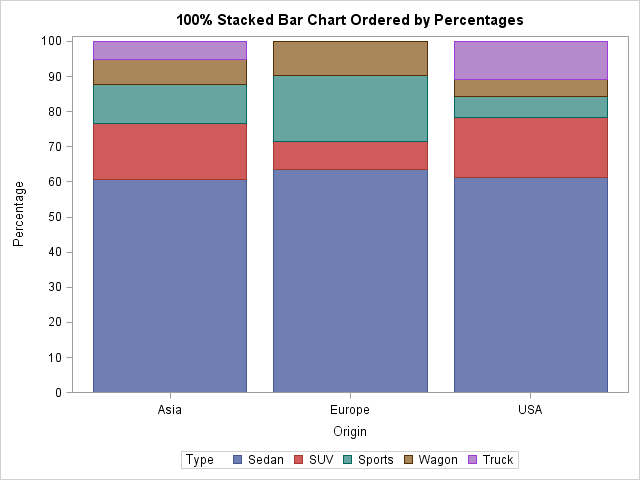 100% Stacked Bar Chart Ordered by Percentages
Percentage
100
90
80
70
60
50
40
30
20
10
0
Asia Europe USA
Origin
Type Sedan SUV Sports Wagon Truck